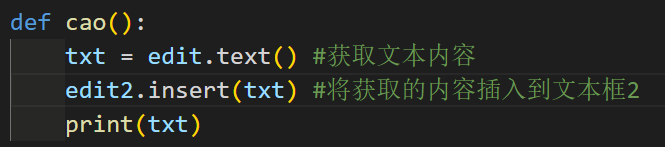 def cao():
    txt = edit.text() #获取文本内容
    edit2.insert(txt) #将获取的内容插入到文本框2
    print(txt)